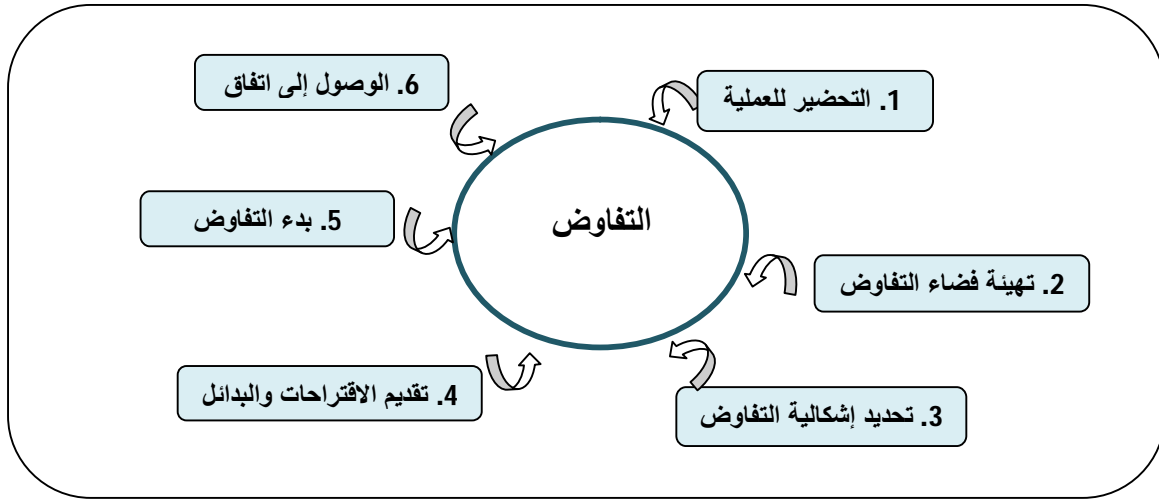 التفاوض
1. التحضير للعملية
2. تهيئة فضاء التفاوض
3. تحديد إشكالية التفاوض
4. تقديم الاقتراحات والبدائل
5. بدء التفاوض
6. الوصول إلى اتفاق